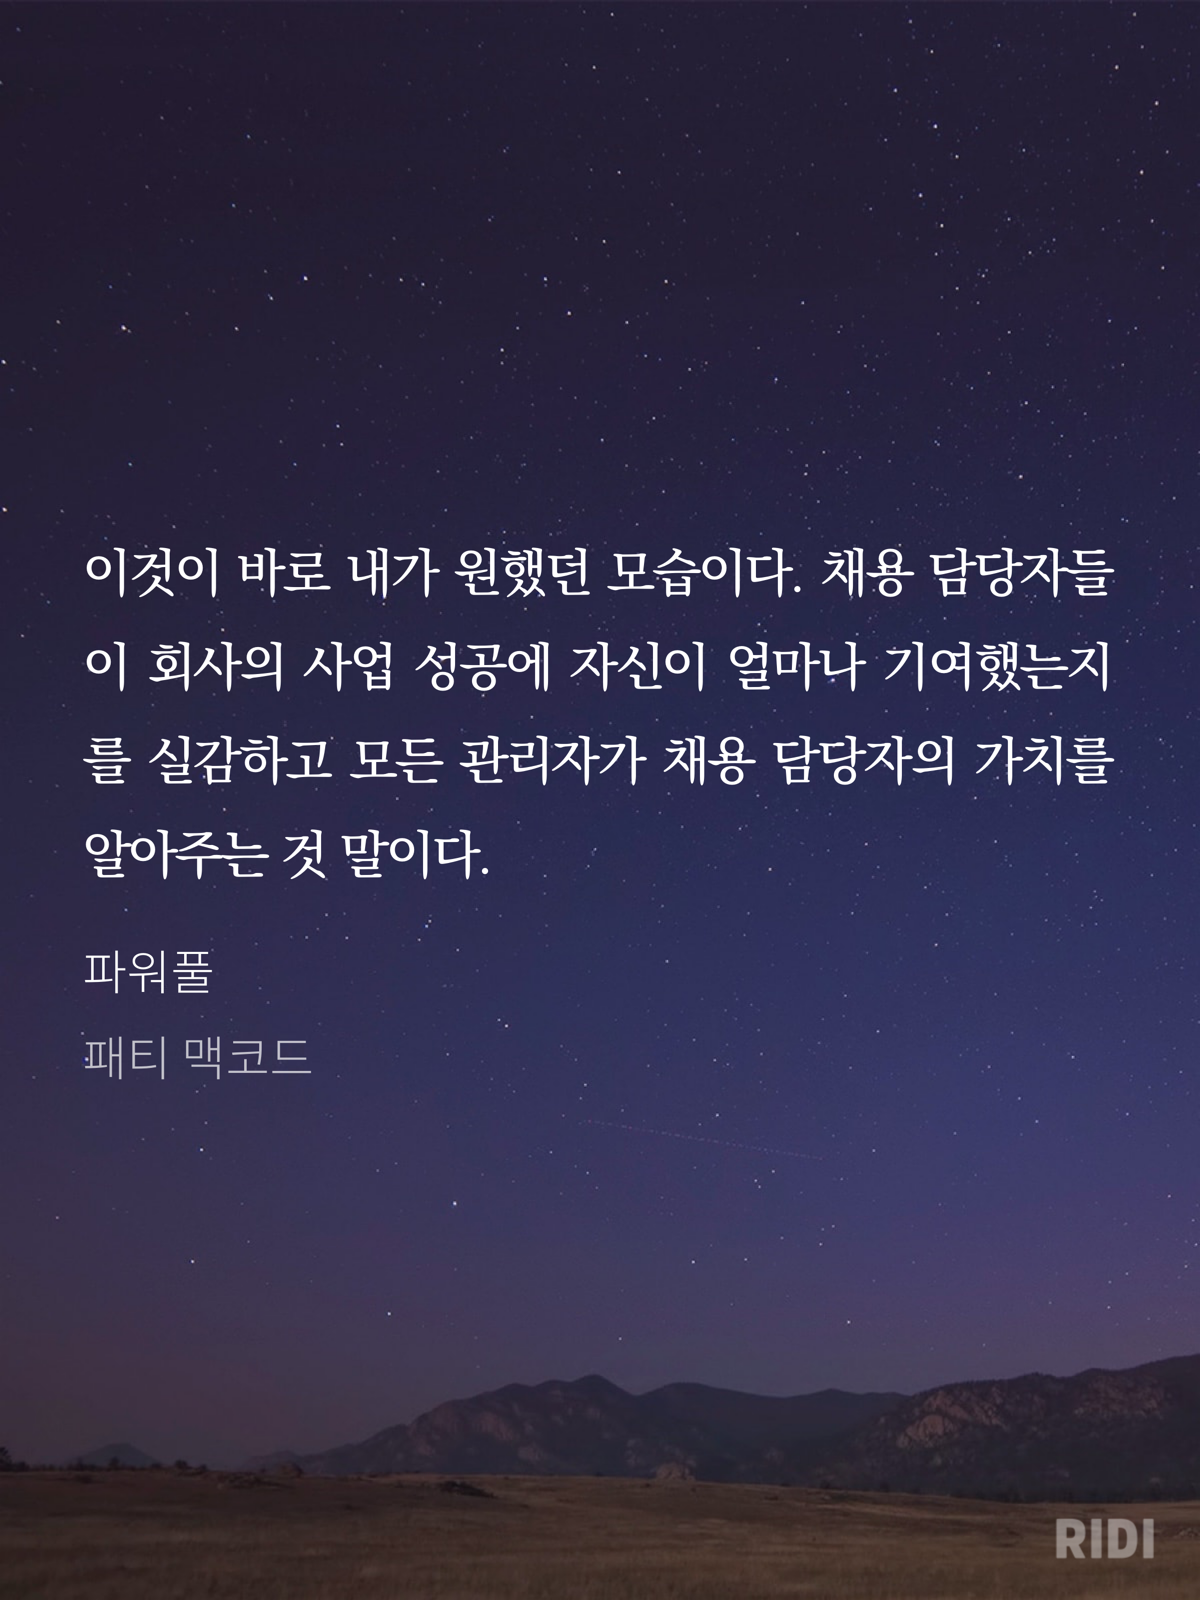 이것이 바로 내가 원했던 모습이다. 채용 담당자들
이 회사의 사업 성공에 자신이 얼마나 기여했는지
를 실감하고 모든 관리자가 채용 담당자의 가치를
알아주는 것 말이다.
파워풀
패티 맥코드
RIDI